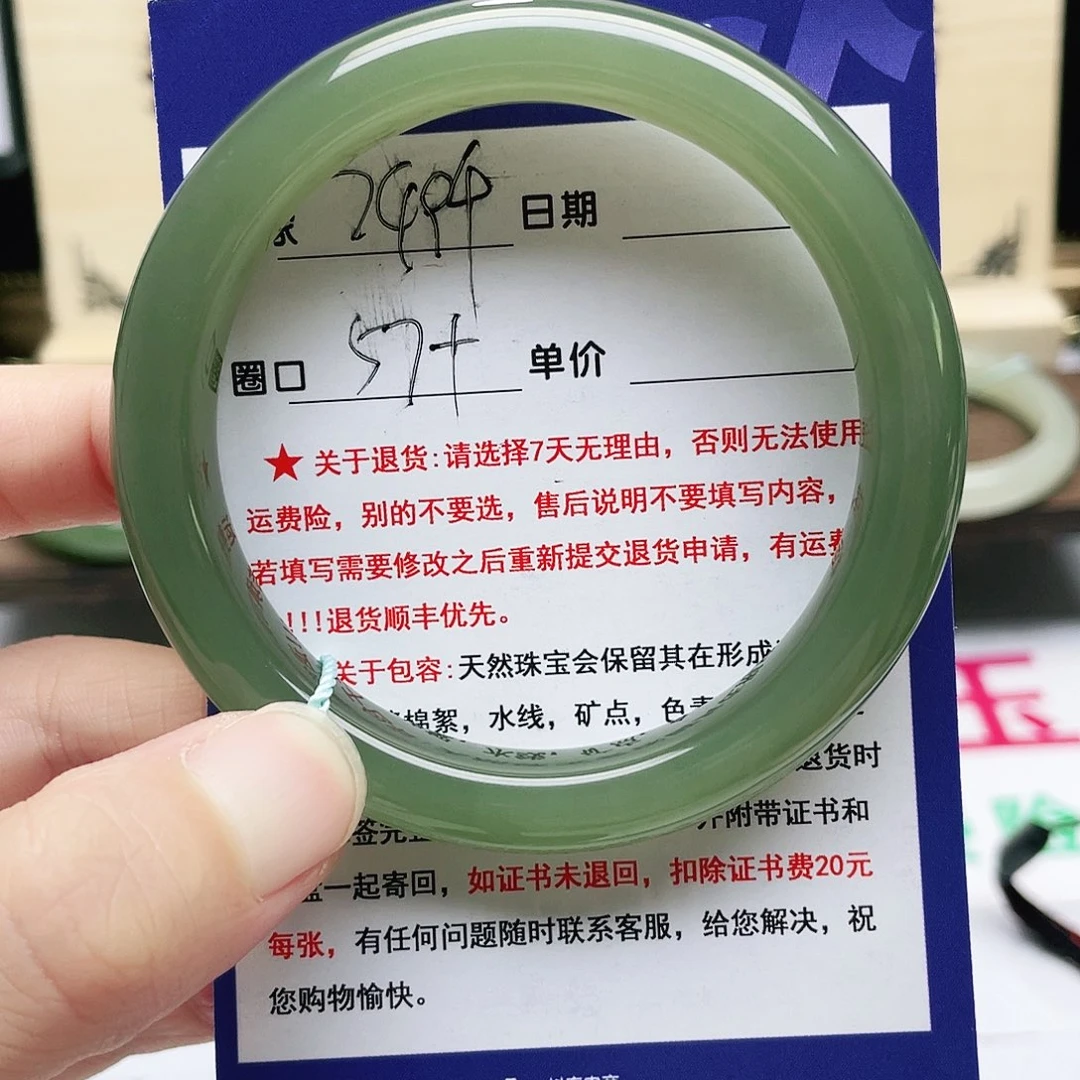 7494 日期
圈口 57+ 单价
★关于退货:请选择7天无理由,否则无法使用
运费险,别的不要选,售后说明不要填写内容,
若填写需要修改之后重新提交退货申请,有运费
!!!退货顺丰优先。
关于包容:天然珠宝会保留其在形成
棉絮,水线,矿点,色素
退货时
签完 并附带证书和
盒一起寄回,如证书未退回,扣除证书费20元
每张,有任何问题随时联系客服,给您解决,祝
您购物愉快。
玉